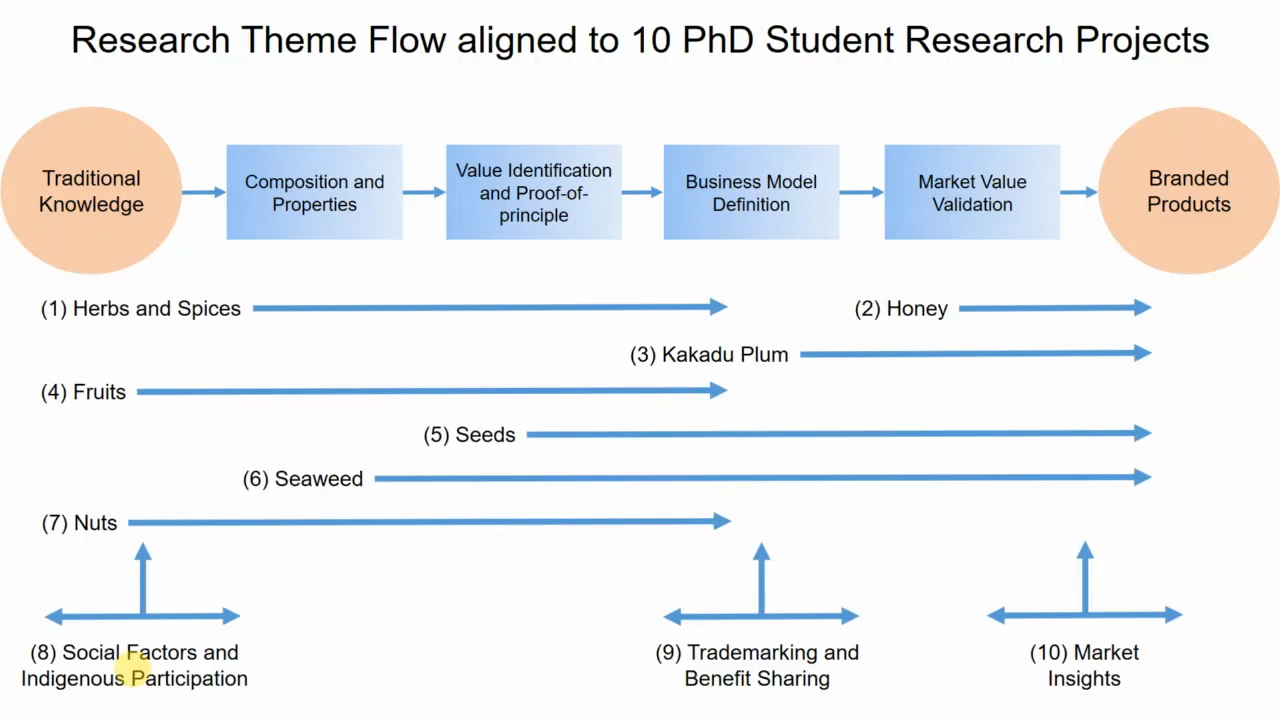 Research Theme Flow aligned to 10 PhD Student Research Projects
Traditional
Knowledge
Composition and
Properties
Value Identification
and Proof-of-
principle
Business Model
Definition
Market Value
Validation
Branded
Products
(1) Herbs and Spices
(2) Honey
(3) Kakadu Plum
(4) Fruits
(5) Seeds
(6) Seaweed
(7) Nuts
(8) Social Factors and
Indigenous Participation
(9) Trademarking and
Benefit Sharing
(10) Market
Insights